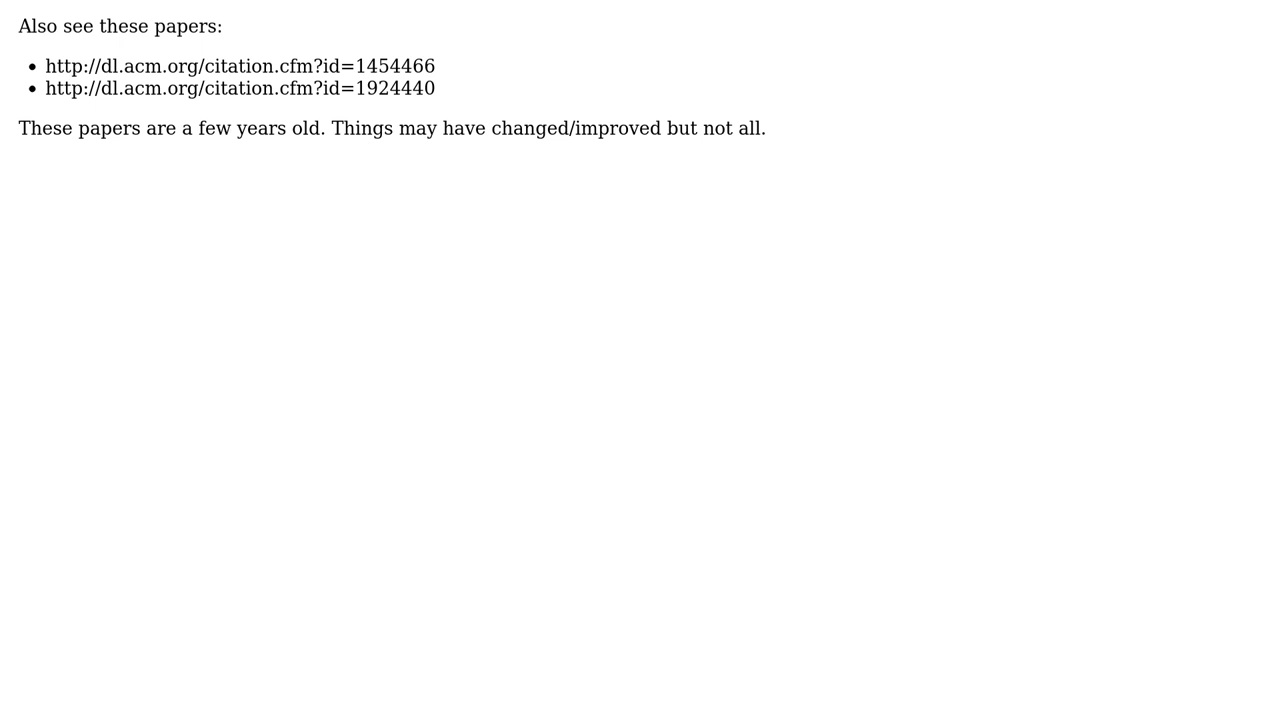 Also see these papers:
• http://dl.acm.org/citation.cfm?id=1454466
• http://dl.acm.org/citation.cfm?id=1924440
These papers are a few years old. Things may have changed/improved but not all.